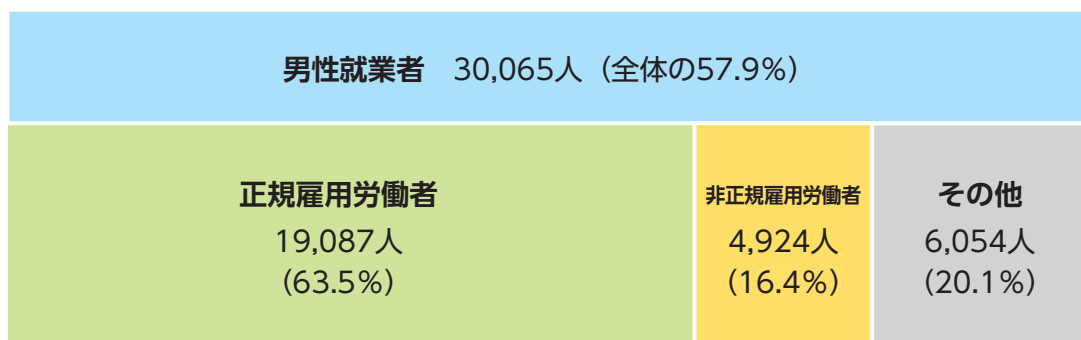 男性就業者 30,065人（全体の57.9%）
正規雇用労働者
19,087人
（63.5%）
非正規雇用労働者
4,924人
（16.4%）
その他
6,054人
（20.1%）